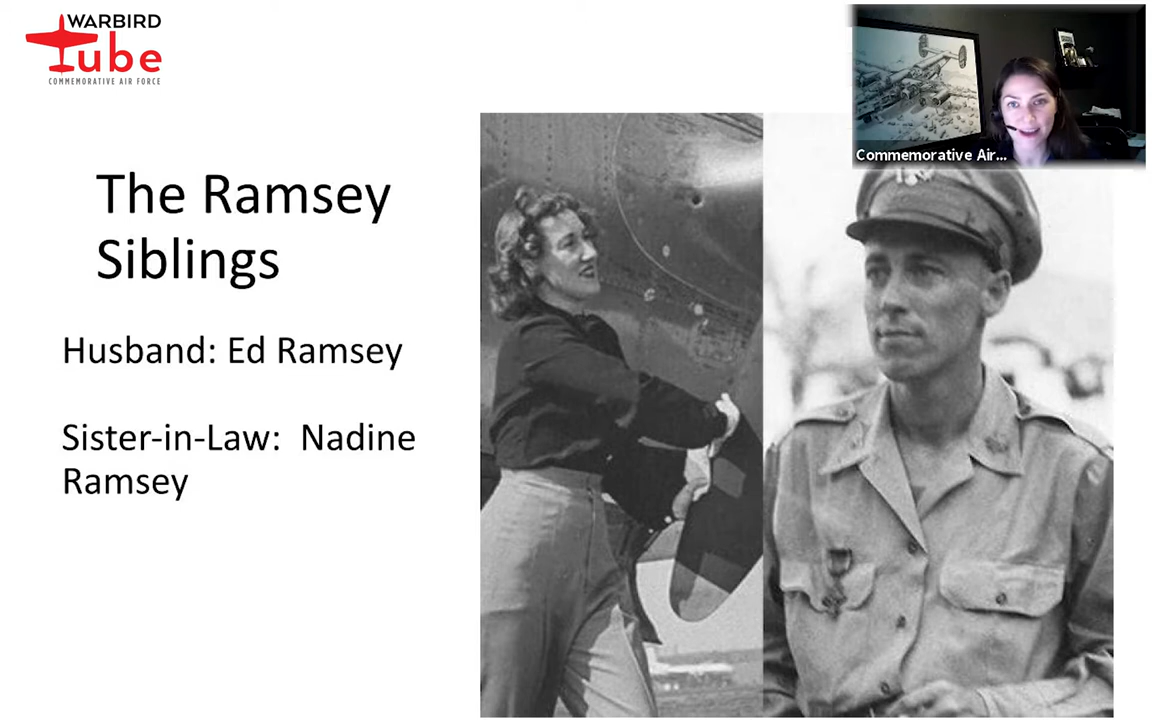 WARBIRD
Tube
COMMEMORATIVE AIR FORCE
Commemorative Air...
The Ramsey
Siblings
Husband: Ed Ramsey
Sister-in-Law:  Nadine
Ramsey